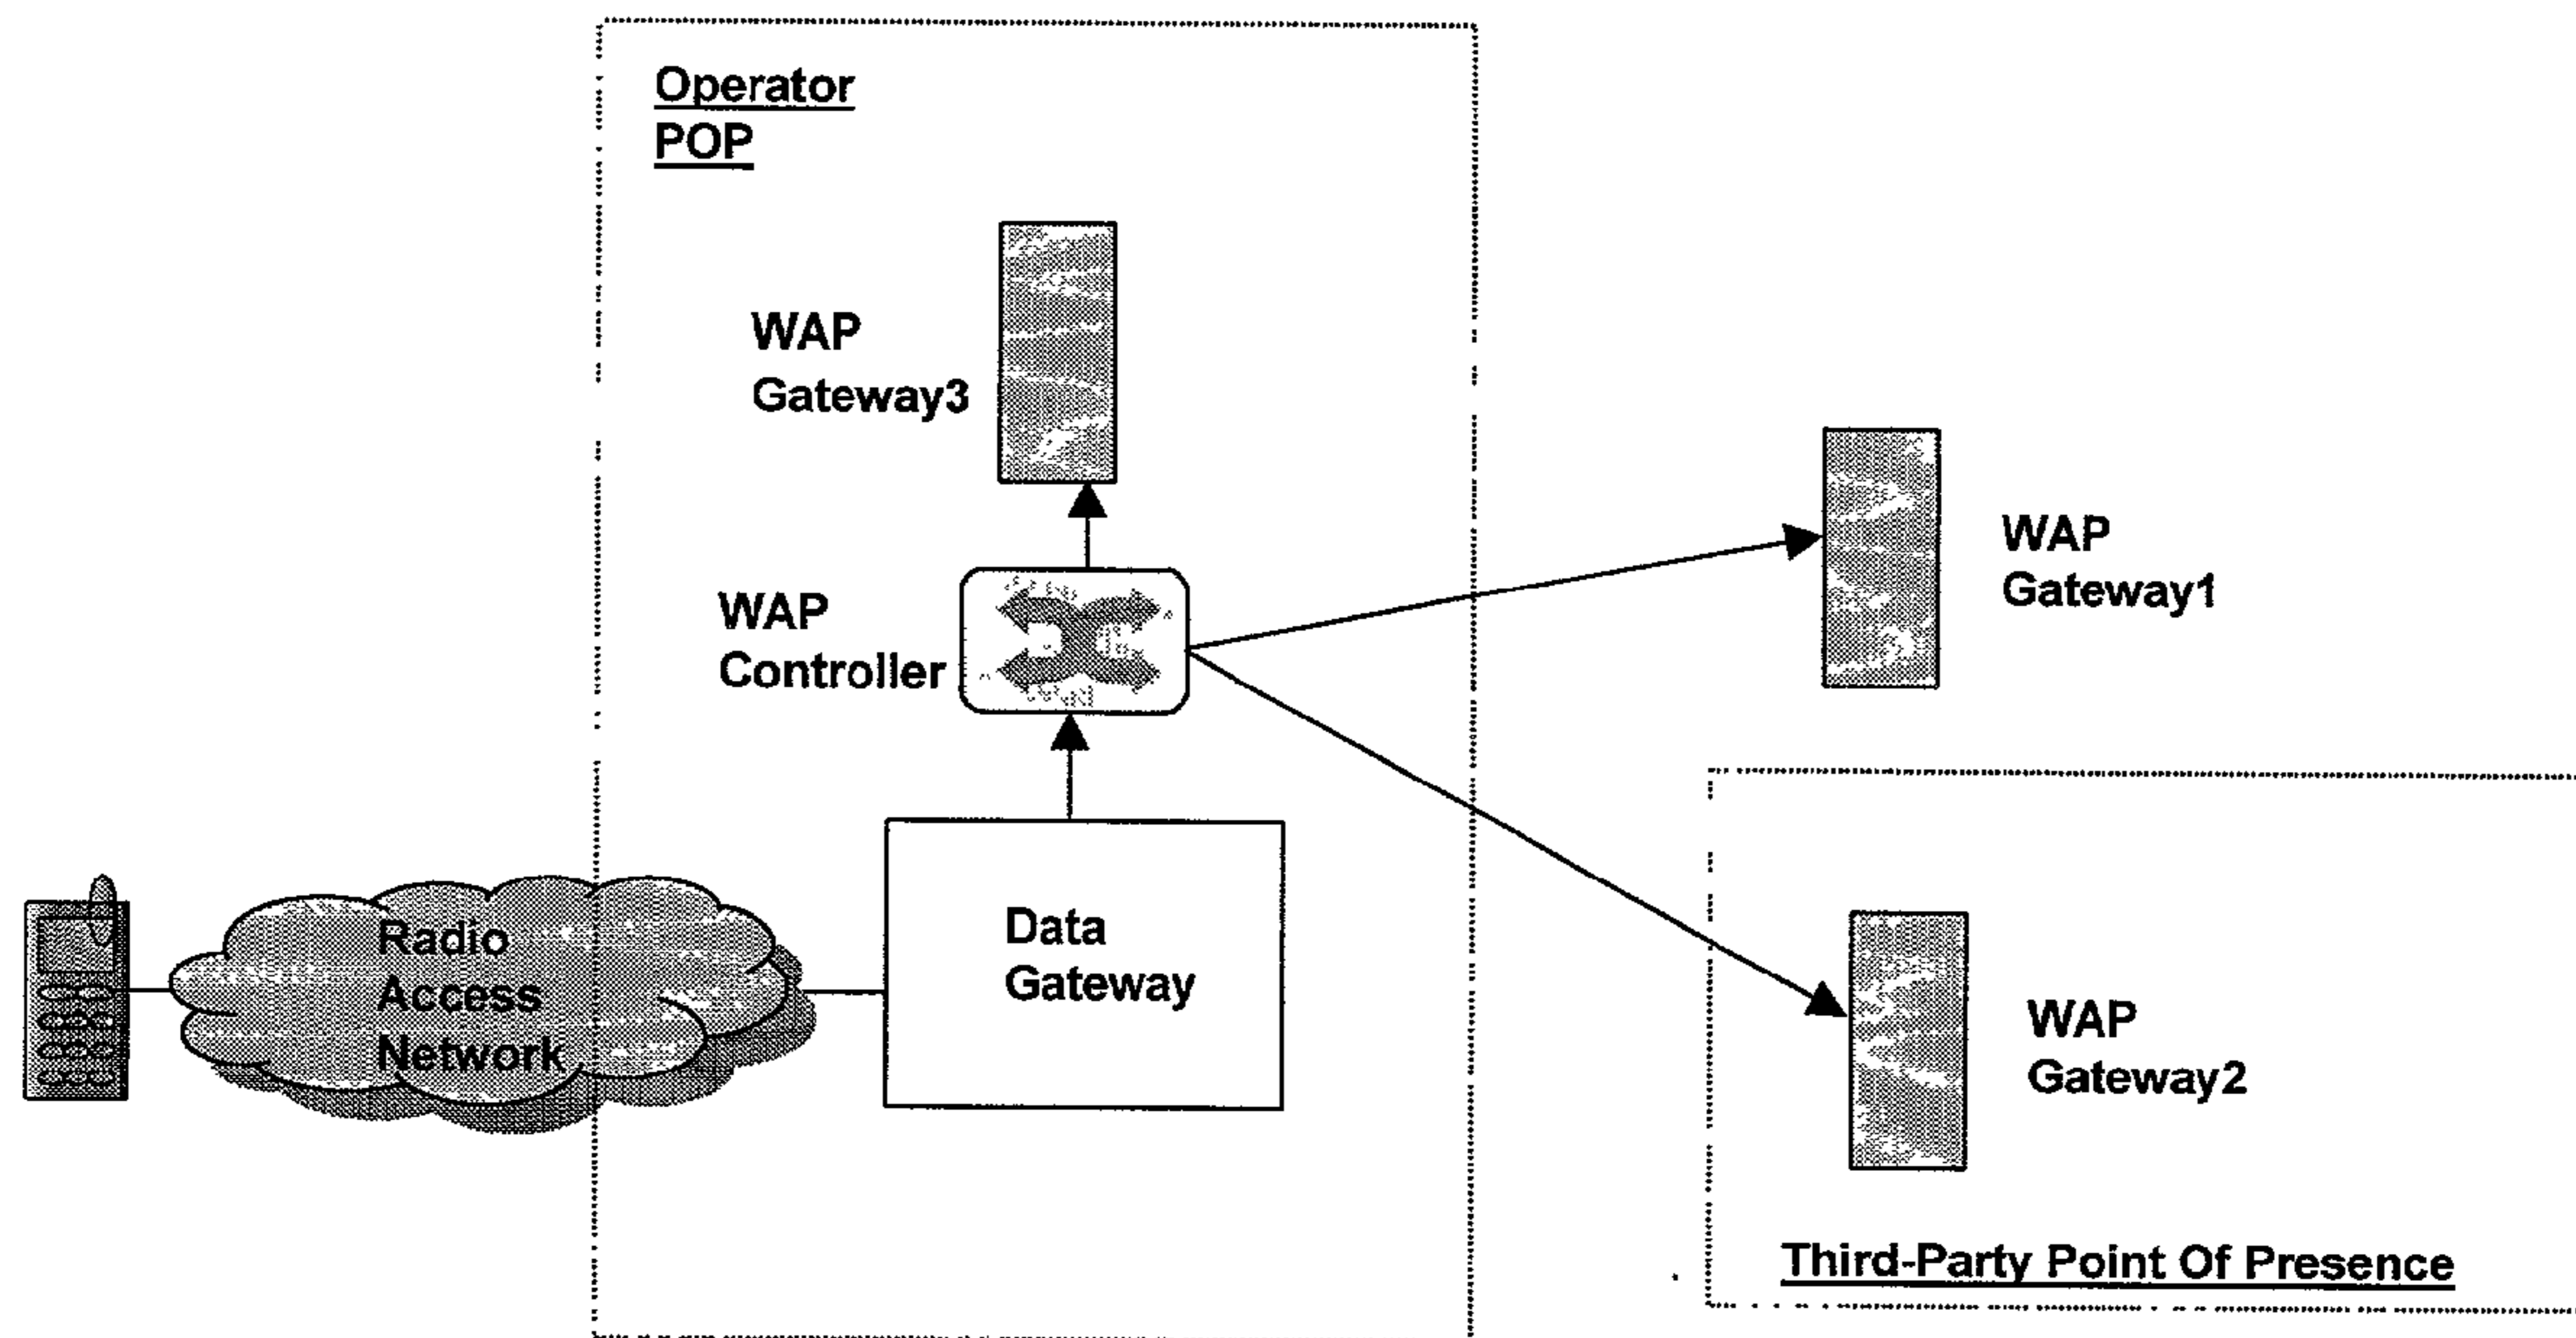 Operator
POP
WAP
Gateway3
WAP
Controller
WAP
Gateway1
Data
Gateway
Radio
Access
Network
WAP
Gateway2
Third-Party Point Of Presence